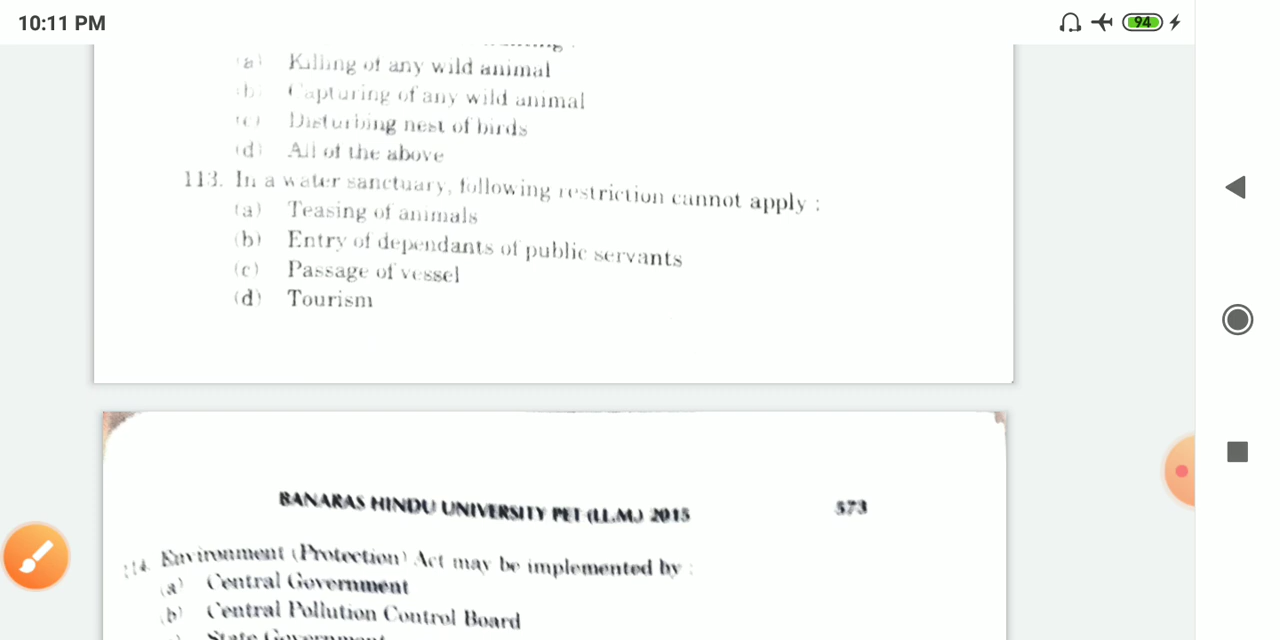 10:11 PM
94
(a) Killing of any wild animal
(b) Capturing of any wild animal
(c) Disturbing nest of birds
(d) All of the above
113. In a water sanctuary, following restriction cannot apply :
(a) Teasing of animals
(b) Entry of dependants of public servants
(c) Passage of vessel
(d) Tourism
BANARAS HINDU UNIVERSITY PET (LL.M.) 2015 573
114. Environment (Protection) Act may be implemented by :
(a) Central Government
(b) Central Pollution Control Board
State Government